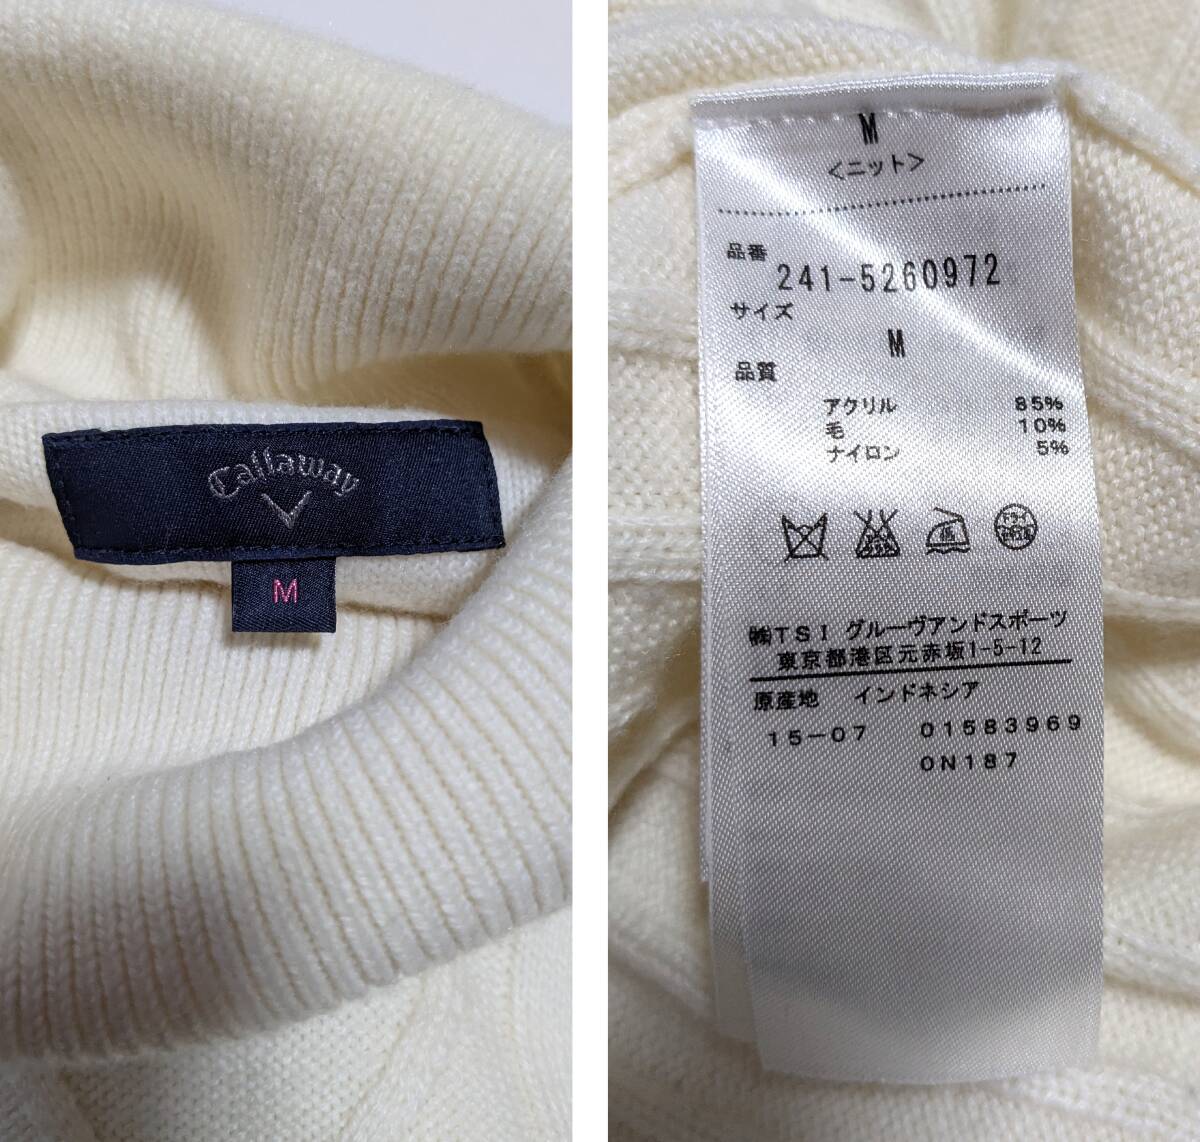 Callaway
M
M
<ニット>
品番
241-5260972
サイズ
M
品質
アクリル 85%
毛 10%
ナイロン 5%
㈱TSI グルーヴアンドスポーツ
東京都港区元赤坂1-5-12
原産地 インドネシア
15-07 01583969
0N187